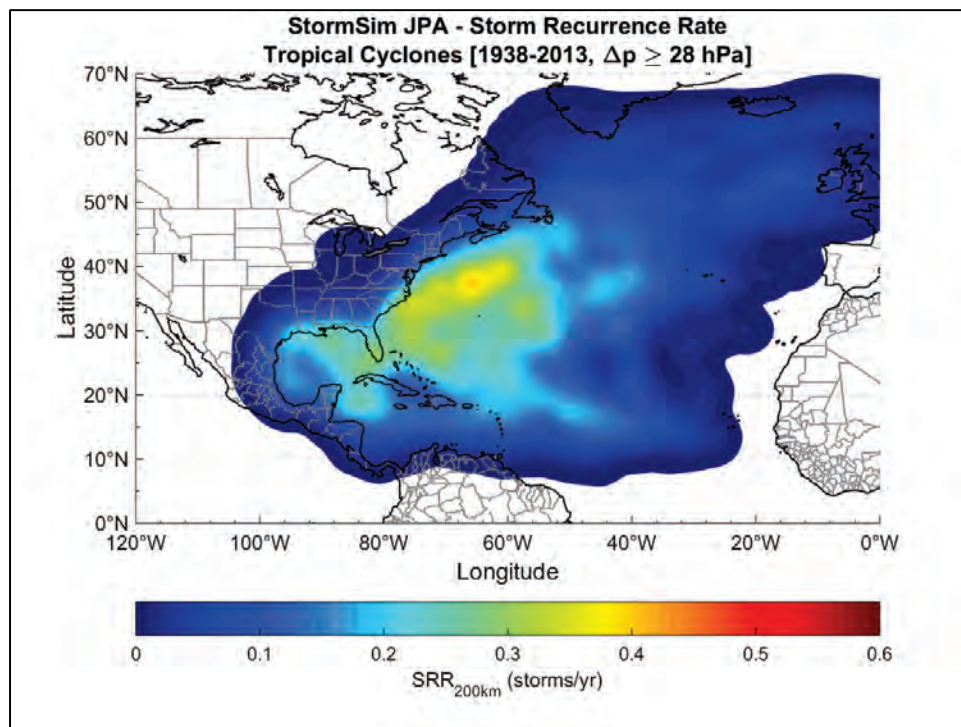 StormSim JPA - Storm Recurrence Rate
Tropical Cyclones [1938-2013, Δp ≥ 28 hPa]
70°N
60°N
50°N
40°N
30°N
20°N
10°N
0°N
Latitude
120°W 100°W 80°W 60°W 40°W 20°W 0°W
Longitude
0 0.1 0.2 0.3 0.4 0.5 0.6
SRR200km (storms/yr)